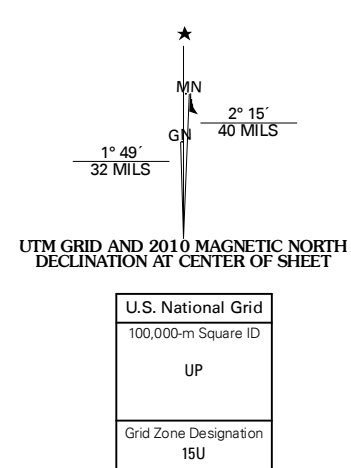 MN
2° 15´
40 MILS
GN
1° 49´
32 MILS
UTM GRID AND 2010 MAGNETIC NORTH
DECLINATION AT CENTER OF SHEET
U.S. National Grid
100,000-m Square ID
UP
Grid Zone Designation
15U